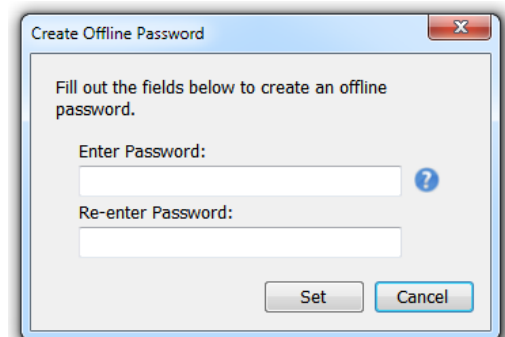 Create Offline Password
Fill out the fields below to create an offline
password.
Enter Password:
?
Re-enter Password:
Set
Cancel